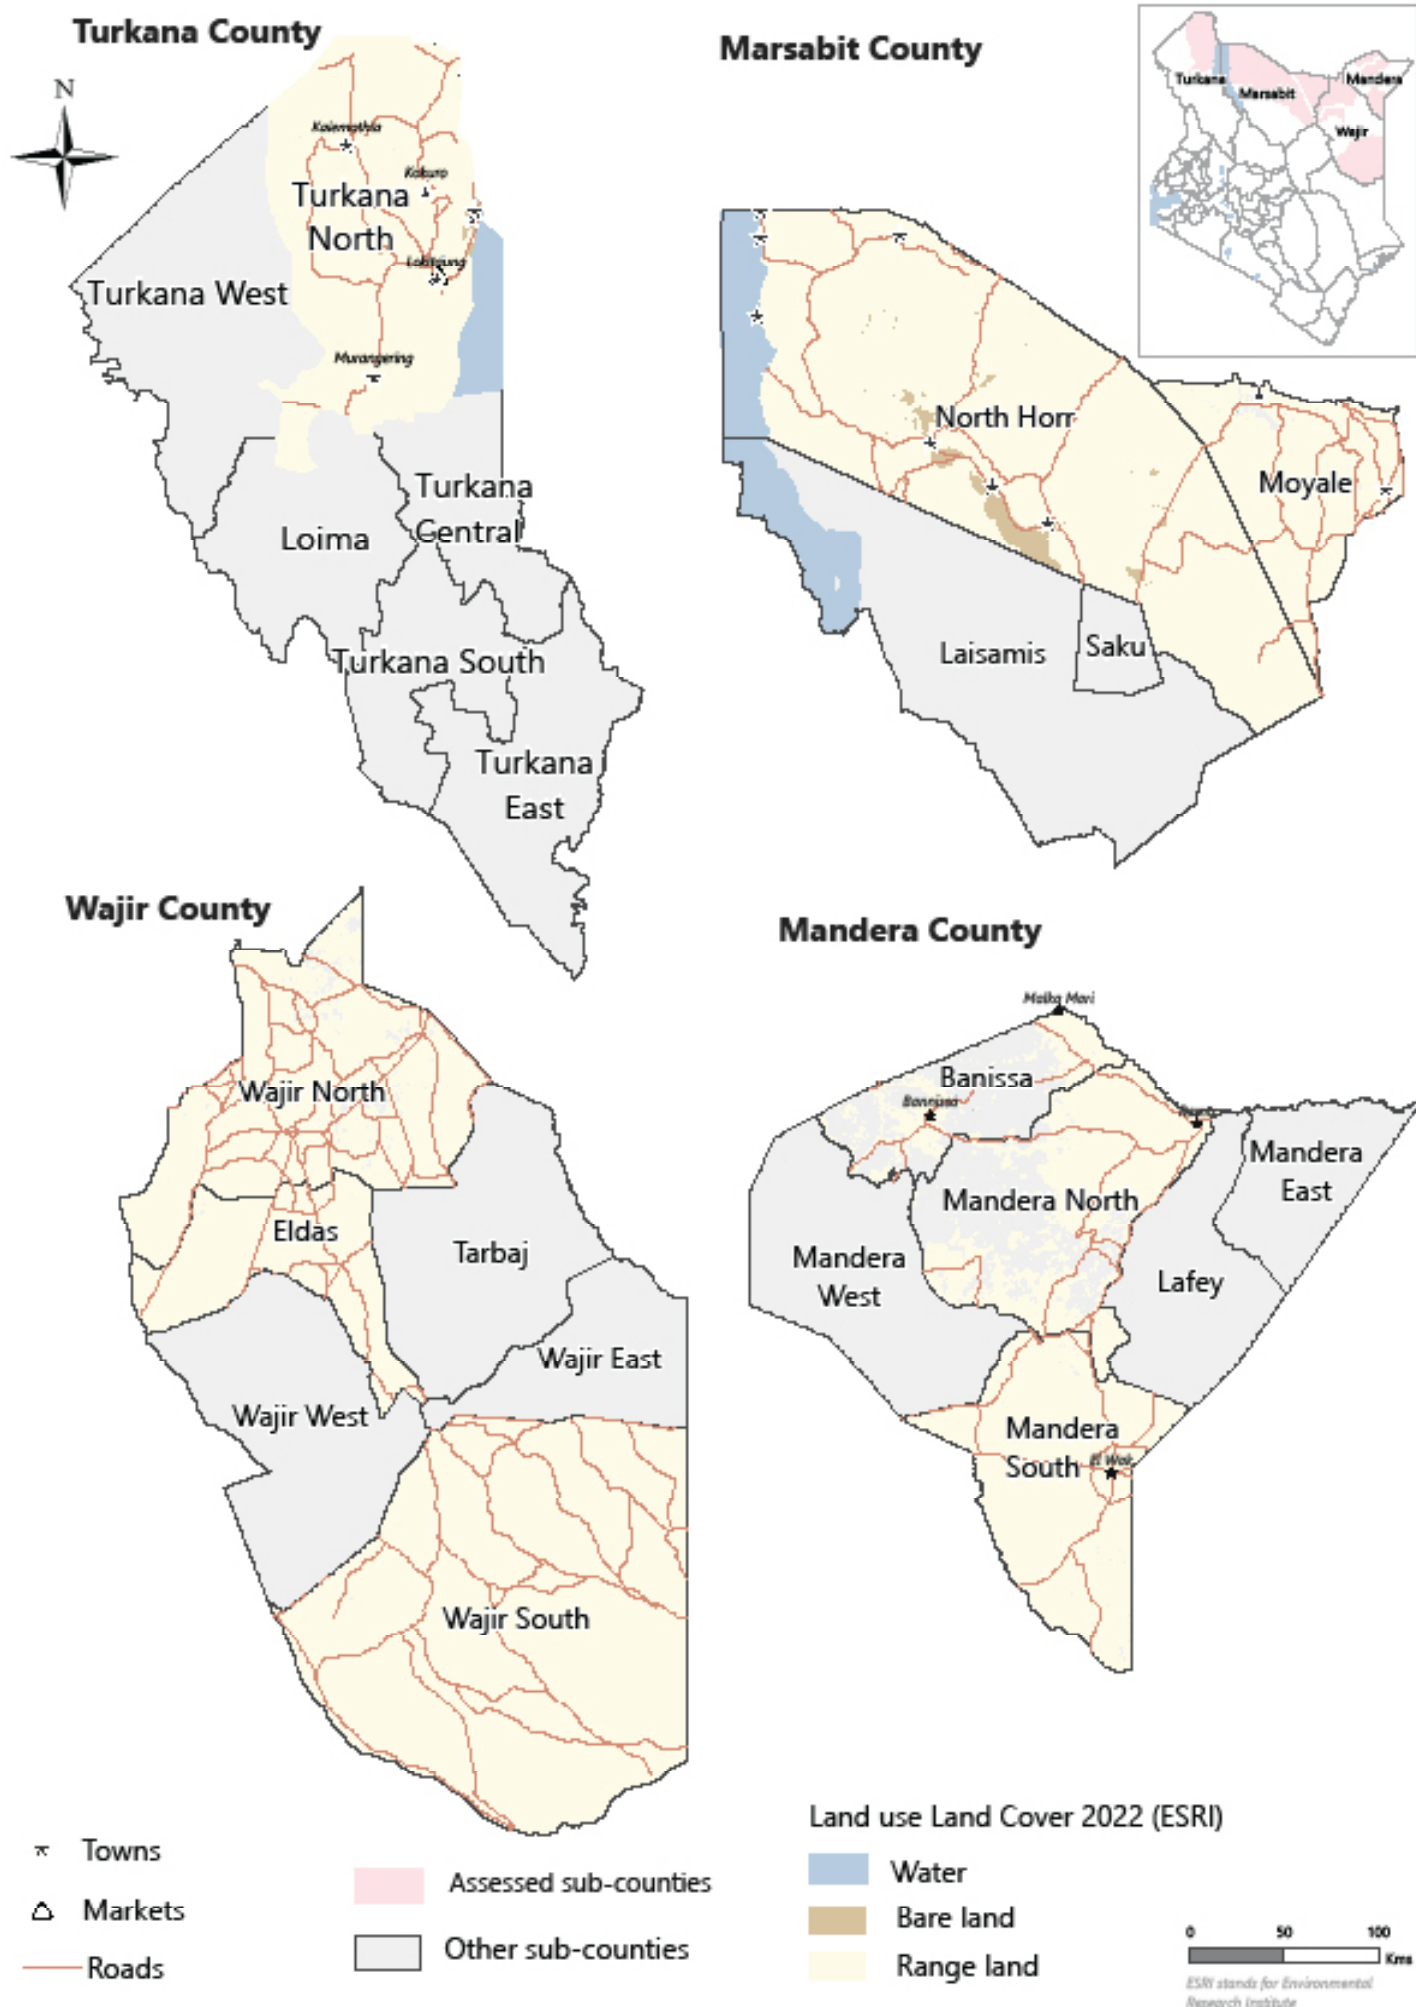 Turkana County
Marsabit County
N
Turkana
Marsabit
Mandera
Wajir
Kaiemothia
Kokuro
Turkana
North
Lokitaung
Turkana West
Murangering
Turkana
Central
Loima
Turkana South
Turkana
East
North Horr
Moyale
Laisamis
Saku
Wajir County
Mandera County
Wajir North
Eldas
Tarbaj
Wajir East
Wajir West
Wajir South
Malka Mari
Banissa
Bannissa
Mandera
East
Mandera North
Mandera
West
Lafey
Mandera
South
El Wak
Towns
Markets
Roads
Assessed sub-counties
Other sub-counties
Land use Land Cover 2022 (ESRI)
Water
Bare land
Range land
0 50 100
Kms
ESRI stands for Environmental
Research Institute